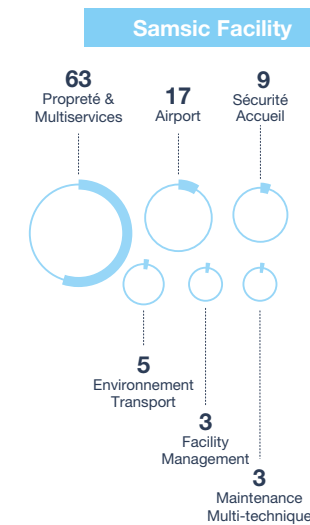 Samsic Facility
63
Propreté &
Multiservices
17
Airport
9
Sécurité
Accueil
5
Environnement
Transport
3
Facility
Management
3
Maintenance
Multi-technique